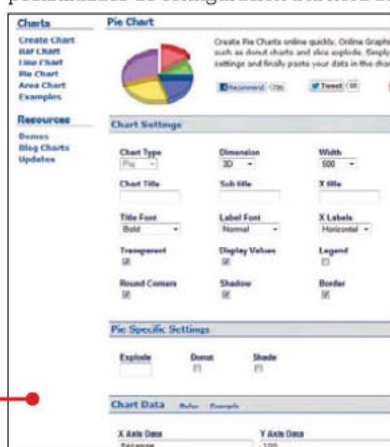 Charts
Create Chart
Bar Chart
Line Chart
Pie Chart
Area Chart
Examples
Resources
Demos
Blog Charts
Updates
Pie Chart
Create Pie Charts online quickly. Online Graph
such as donut charts and slice explode. Simply
settings and finally paste your data in the char
Recommend
Tweet
Chart Settings
Chart Type Dimension Width
Pie 3D 500
Chart Title Sub title X title
Title Font Label Font X Labels
Bold Normal Horizontal
Transparent Display Values Legend
Round Corners Shadow Border
Pie Specific Settings
Explode Donut Shade
Chart Data Rules Example
X Axis Data Y Axis Data
100